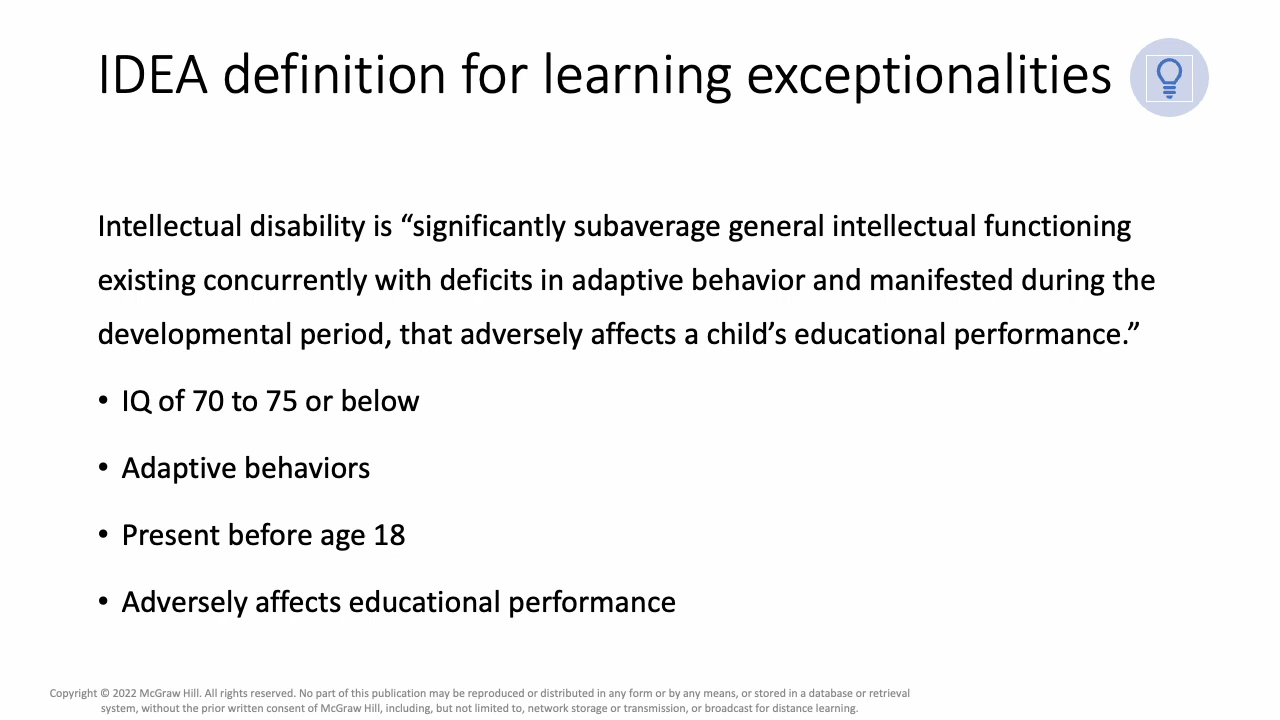 IDEA definition for learning exceptionalities
Intellectual disability is “significantly subaverage general intellectual functioning
existing concurrently with deficits in adaptive behavior and manifested during the
developmental period, that adversely affects a child’s educational performance.”
• IQ of 70 to 75 or below
• Adaptive behaviors
• Present before age 18
• Adversely affects educational performance
Copyright © 2022 McGraw Hill. All rights reserved. No part of this publication may be reproduced or distributed in any form or by any means, or stored in a database or retrieval
system, without the prior written consent of McGraw Hill, including, but not limited to, network storage or transmission, or broadcast for distance learning.